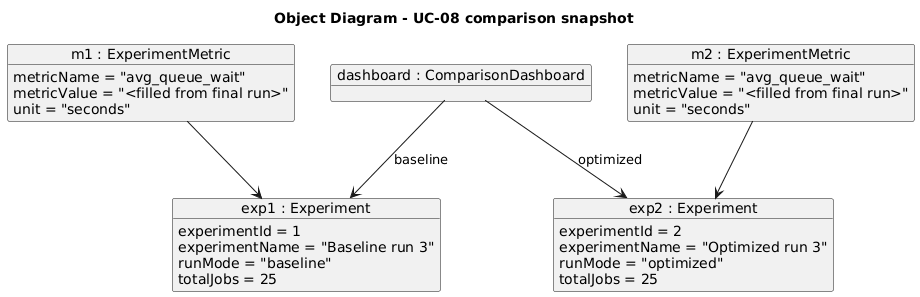 Object Diagram - UC-08 comparison snapshot
m1 : ExperimentMetric
metricName = "avg_queue_wait"
metricValue = "<filled from final run>"
unit = "seconds"
dashboard : ComparisonDashboard
m2 : ExperimentMetric
metricName = "avg_queue_wait"
metricValue = "<filled from final run>"
unit = "seconds"
baseline
optimized
exp1 : Experiment
experimentId = 1
experimentName = "Baseline run 3"
runMode = "baseline"
totalJobs = 25
exp2 : Experiment
experimentId = 2
experimentName = "Optimized run 3"
runMode = "optimized"
totalJobs = 25